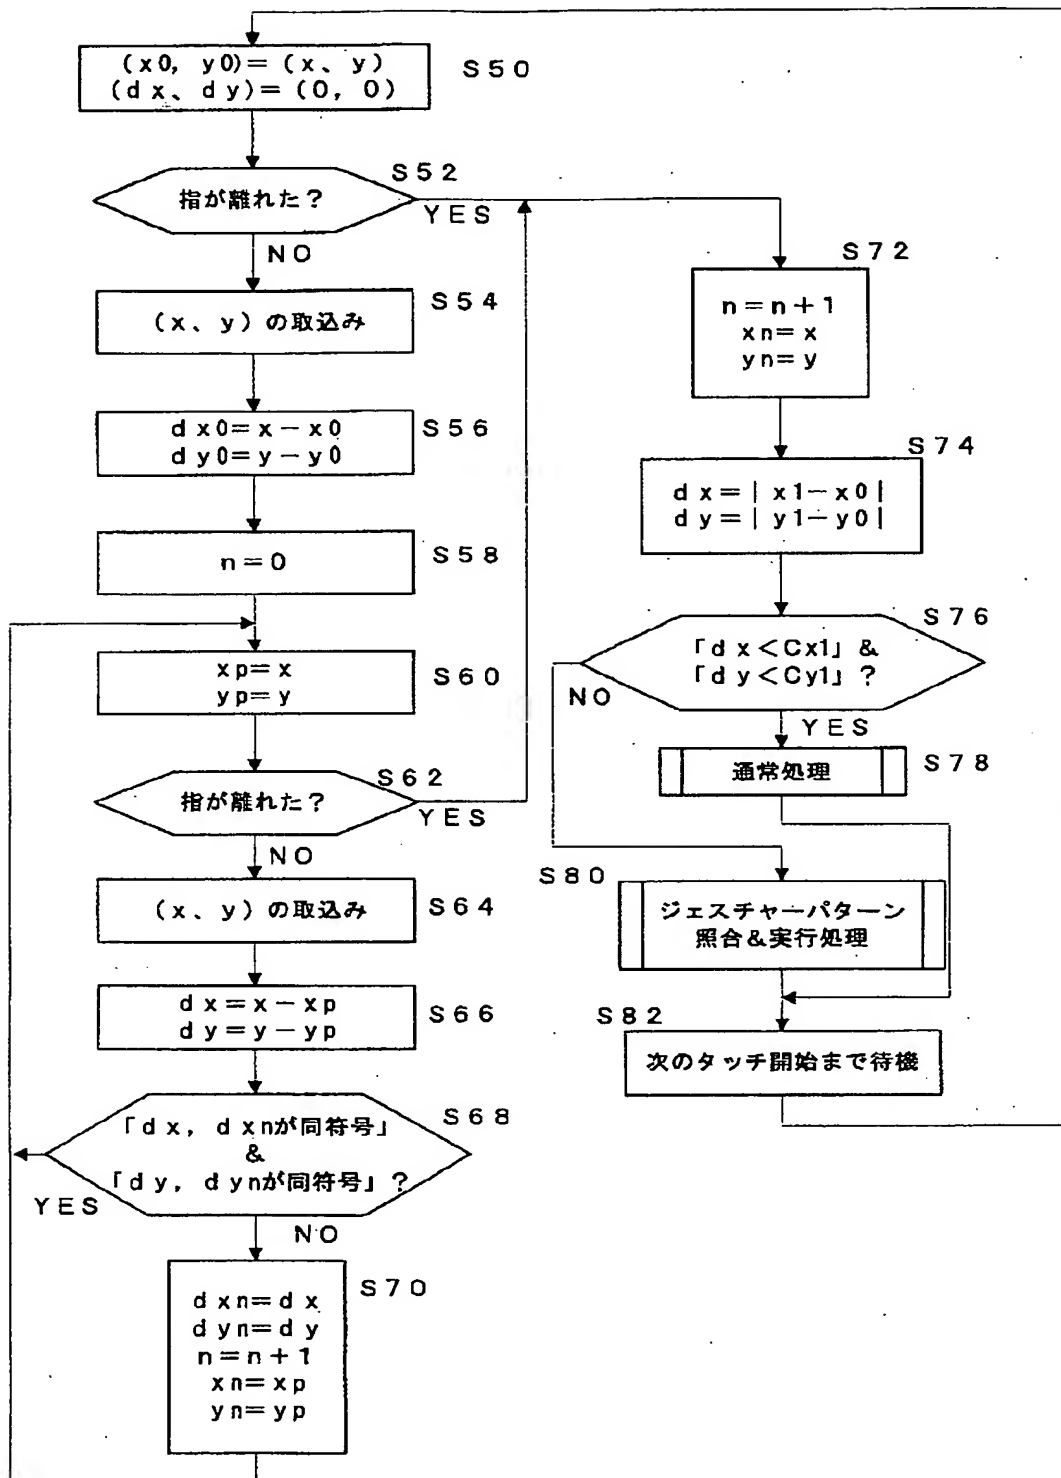 (x0, y0)=(x、y)
(dx、dy)=(0, 0)
S50
指が離れた?
S52
YES
NO
(x、y)の取込み
S54
dx0=x-x0
dy0=y-y0
S56
n=0
S58
xp=x
yp=y
S60
指が離れた?
S62
YES
NO
(x、y)の取込み
S64
dx=x-xp
dy=y-yp
S66
「dx, dxnが同符号」
&
「dy, dynが同符号」?
S68
YES
NO
S70
dxn=dx
dyn=dy
n=n+1
xn=xp
yn=yp
S72
n=n+1
xn=x
yn=y
S74
dx=|x1-x0|
dy=|y1-y0|
S76
「dx<Cx1」&
「dy<Cy1」?
NO
YES
通常処理
S78
S80
ジェスチャーパターン
照合&実行処理
S82
次のタッチ開始まで待機